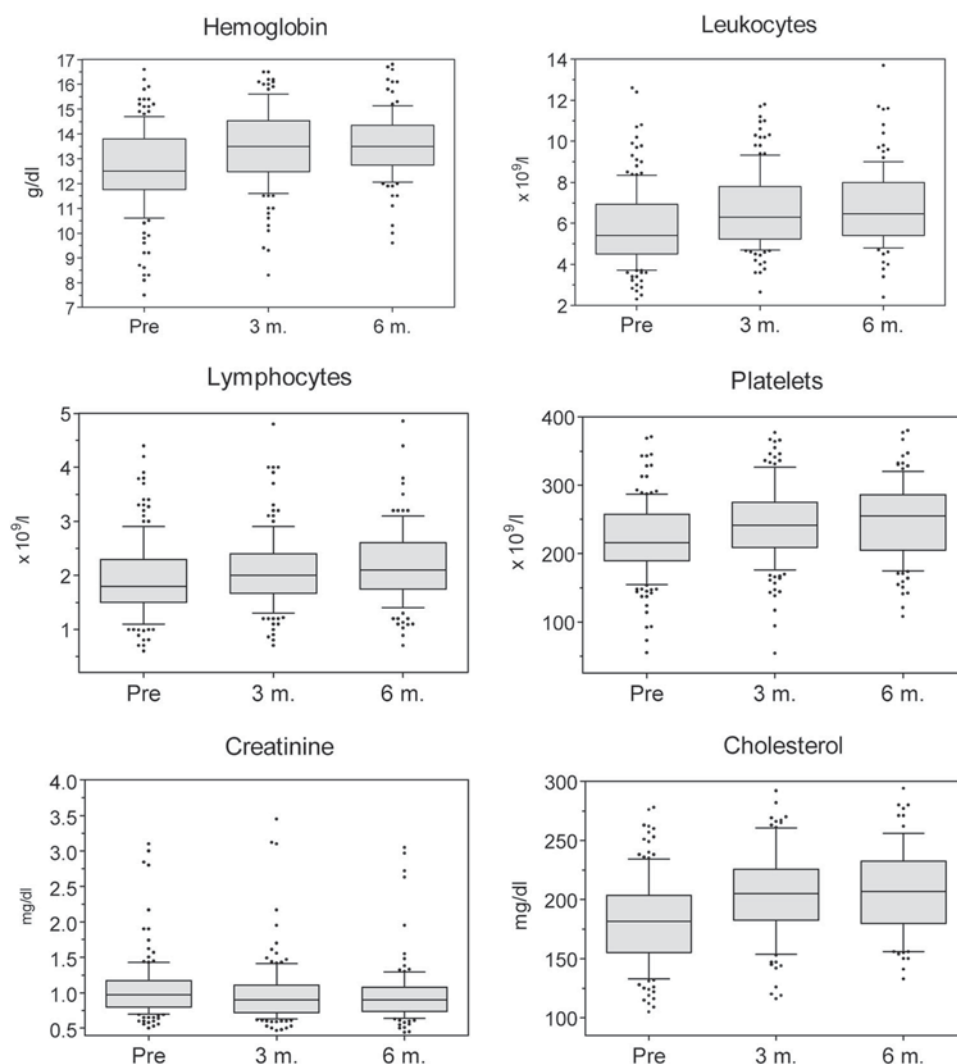 Hemoglobin
g/dl
17
16
15
14
13
12
11
10
9
8
7
Pre 3 m. 6 m.
Leukocytes
x 10⁹/l
14
12
10
8
6
4
2
Pre 3 m. 6 m.
Lymphocytes
x 10⁹/l
5
4
3
2
1
Pre 3 m. 6 m.
Platelets
x 10⁹/l
400
300
200
100
Pre 3 m. 6 m.
Creatinine
mg/dl
4.0
3.5
3.0
2.5
2.0
1.5
1.0
0.5
Pre 3 m. 6 m.
Cholesterol
mg/dl
300
250
200
150
100
Pre 3 m. 6 m.